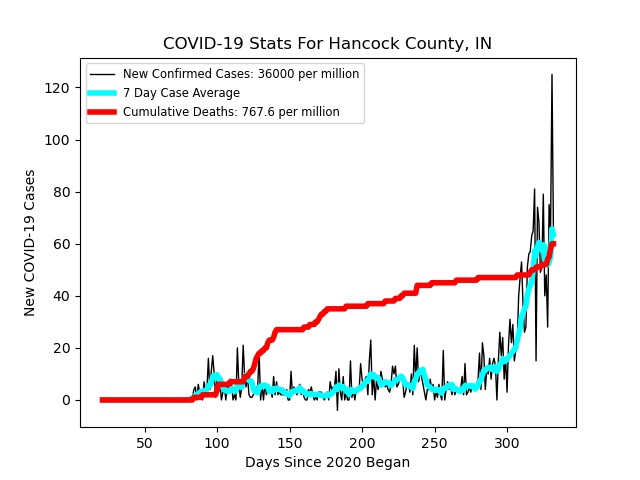 COVID-19 Stats For Hancock County, IN
New Confirmed Cases: 36000 per million
7 Day Case Average
Cumulative Deaths: 767.6 per million
New COVID-19 Cases
120
100
80
60
40
20
0
50 100 150 200 250 300
Days Since 2020 Began